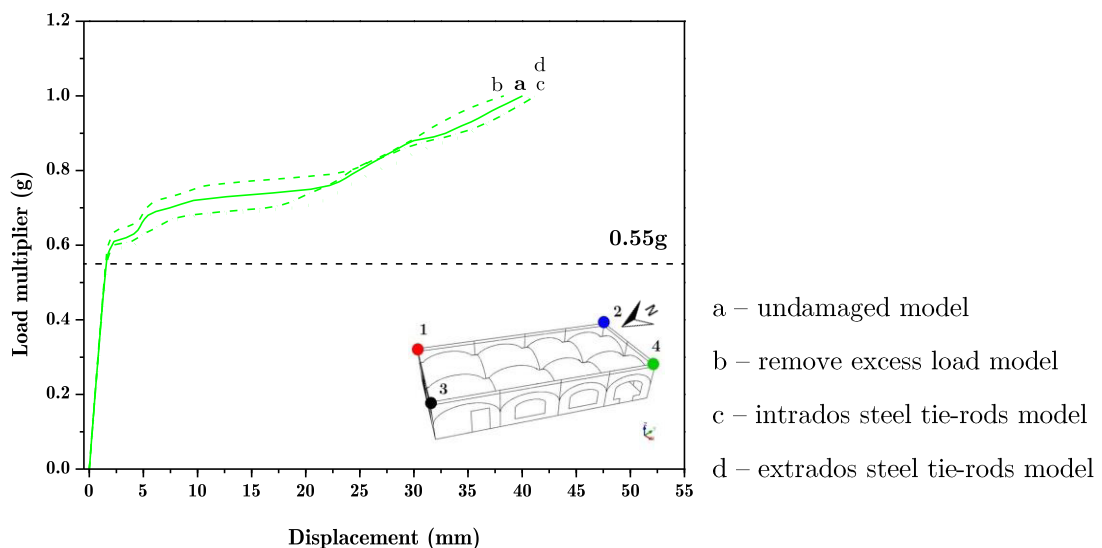 1.2
1.0
0.8
0.6
0.4
0.2
0.0
Load multiplier (g)
d
b a c
0.55g
1
2
N
4
3
0 5 10 15 20 25 30 35 40 45 50 55
Displacement (mm)
a – undamaged model
b – remove excess load model
c – intrados steel tie-rods model
d – extrados steel tie-rods model